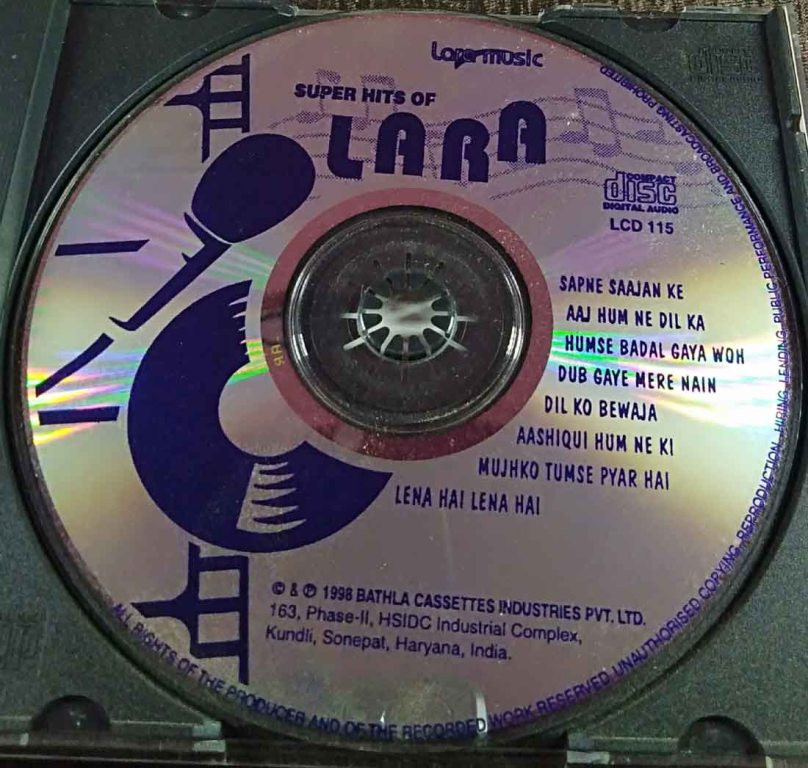 Lara music
SUPER HITS OF
LARA
COMPACT
disc
DIGITAL AUDIO
LCD 115
SAPNE SAAJAN KE
AAJ HUM NE DIL KA
HUMSE BADAL GAYA WOH
DUB GAYE MERE NAIN
DIL KO BEWAJA
AASHIQUI HUM NE KI
MUJHKO TUMSE PYAR HAI
LENA HAI LENA HAI
© & ℗ 1998 BATHLA CASSETTES INDUSTRIES PVT. LTD.
163, Phase-II, HSIDC Industrial Complex,
Kundli, Sonepat, Haryana, India.
ALL RIGHTS OF THE PRODUCER AND OF THE RECORDED WORK RESERVED. UNAUTHORISED COPYING, REPRODUCTION, HIRING, LENDING, PUBLIC PERFORMANCE AND BROADCASTING PROHIBITED